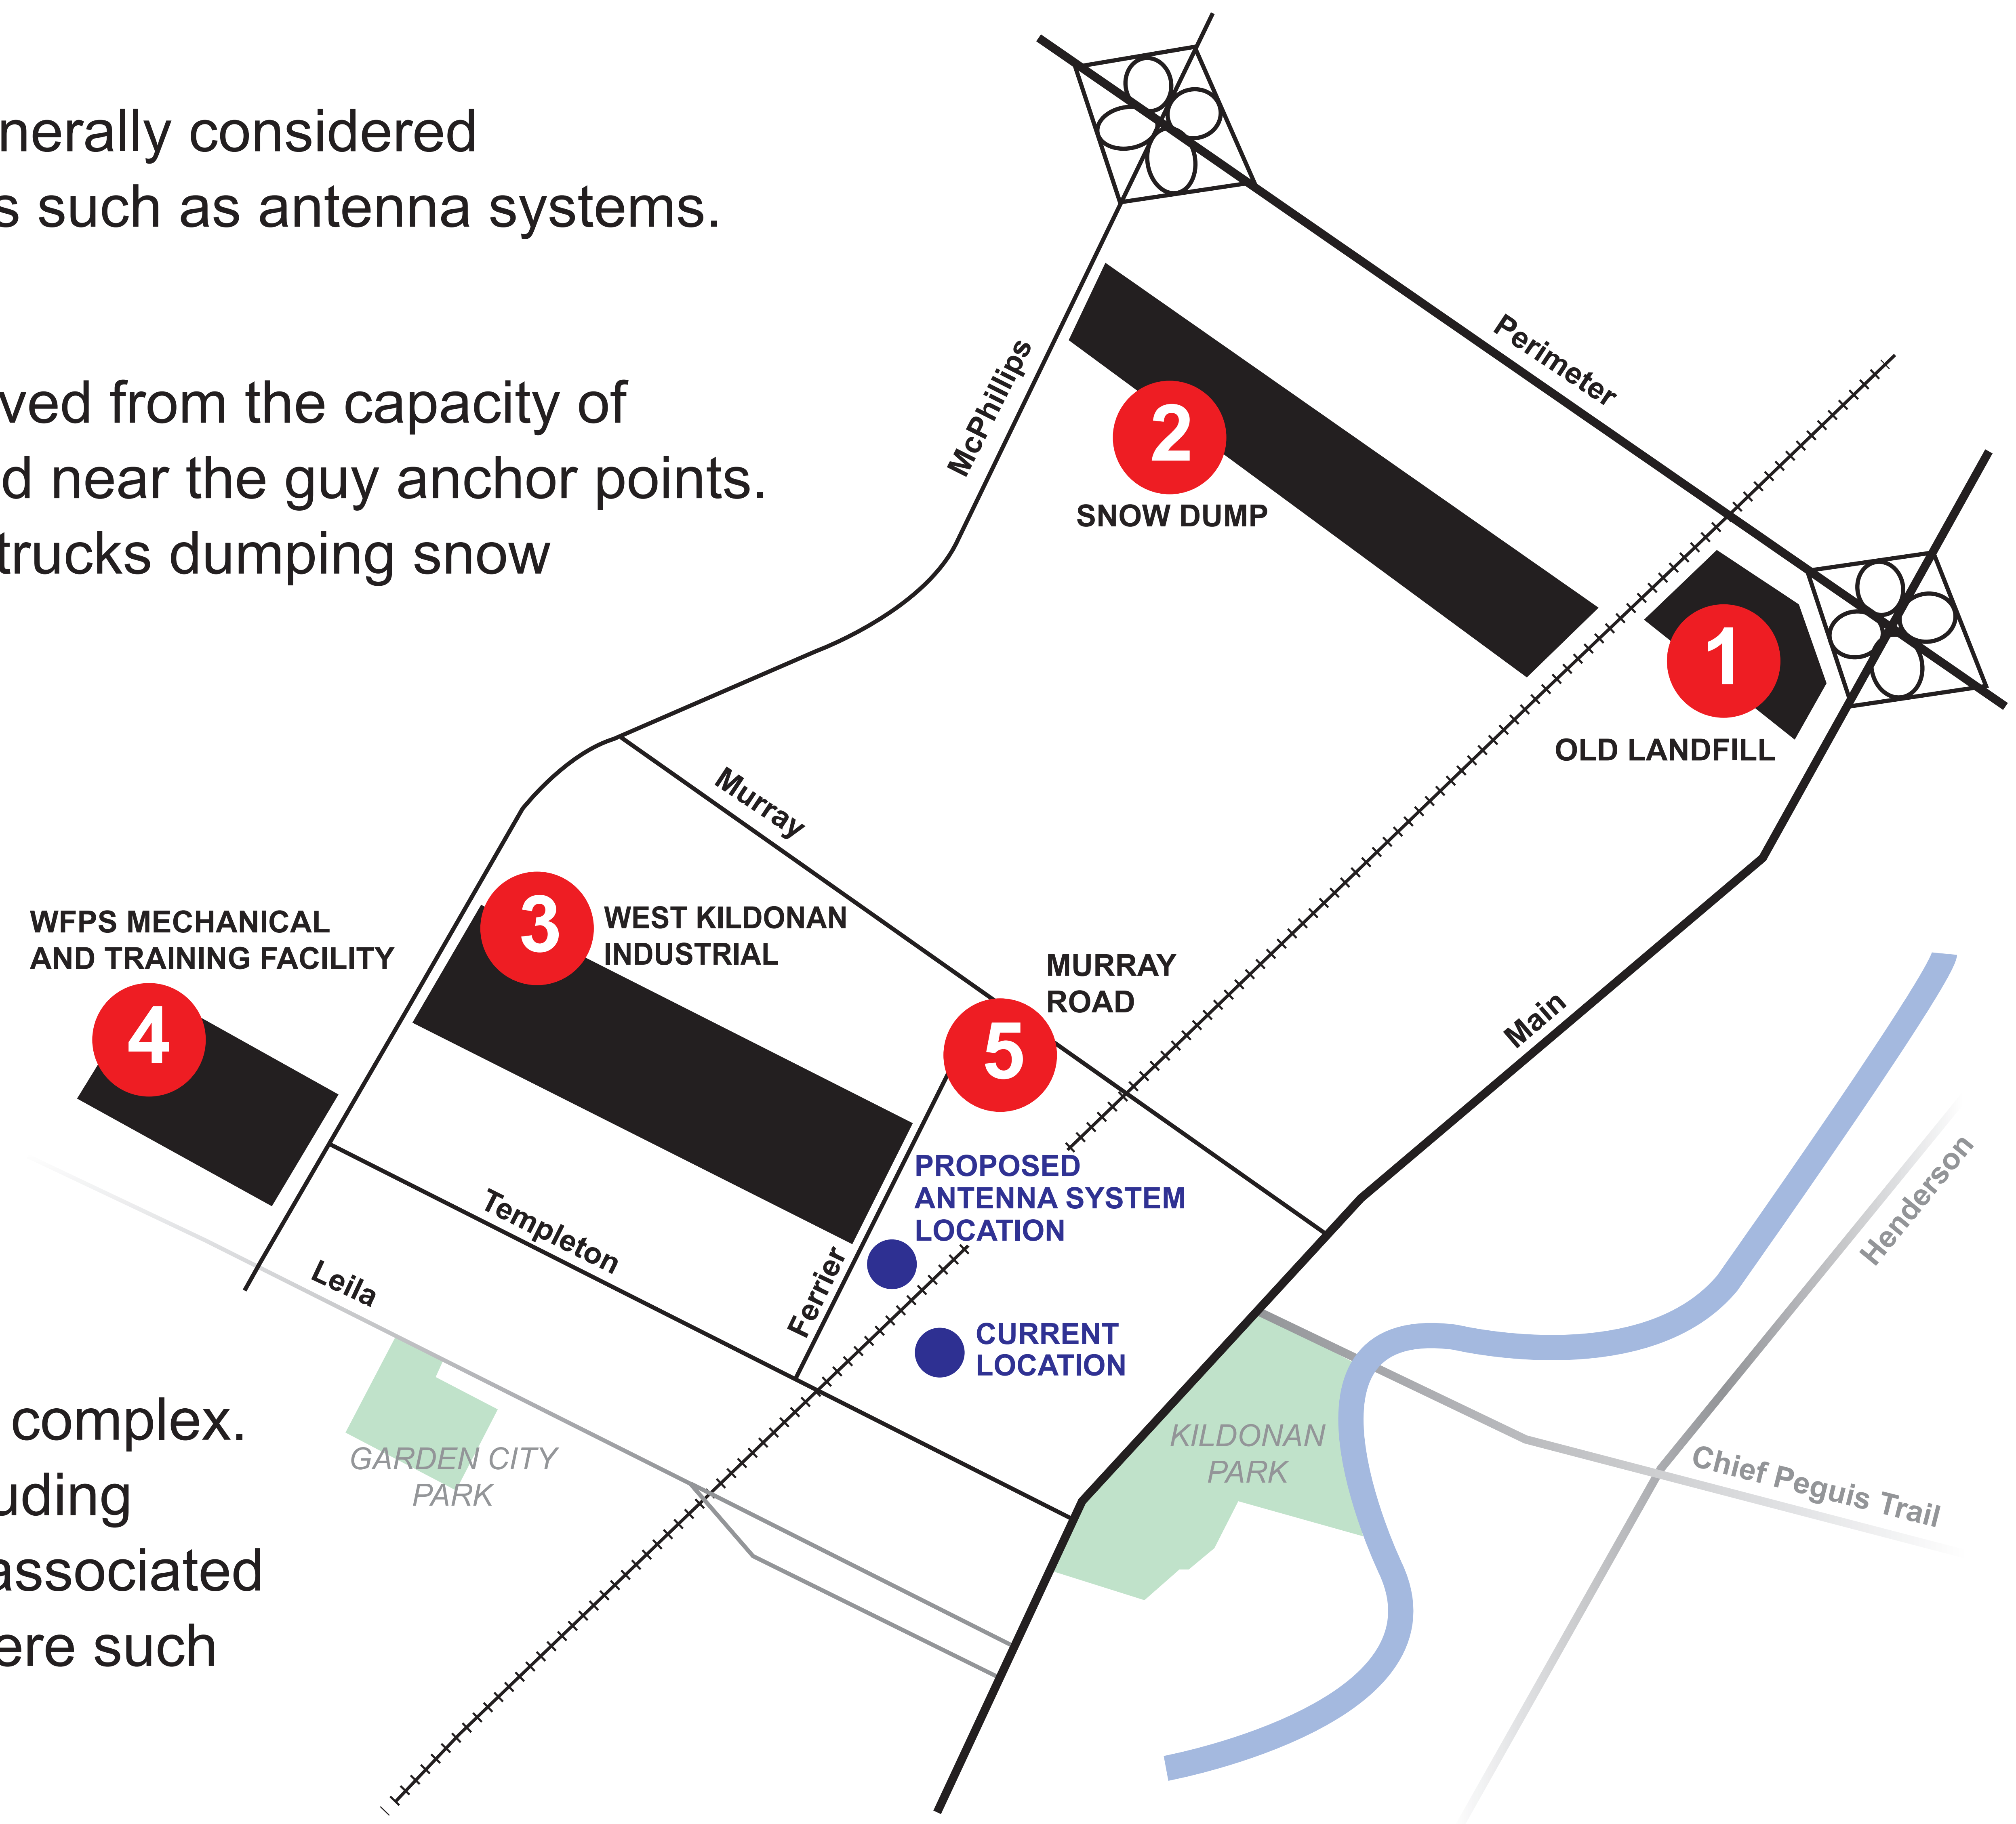 nerally considered
s such as antenna systems.
ved from the capacity of
d near the guy anchor points.
trucks dumping snow
complex.
uding
associated
ere such
Perimeter
McPhillips
2
SNOW DUMP
1
OLD LANDFILL
Murray
WFPS MECHANICAL
AND TRAINING FACILITY
4
3
WEST KILDONAN
INDUSTRIAL
MURRAY
ROAD
5
Main
PROPOSED
ANTENNA SYSTEM
LOCATION
Henderson
Templeton
Leila
Ferrier
CURRENT
LOCATION
GARDEN CITY
PARK
KILDONAN
PARK
Chief Peguis Trail